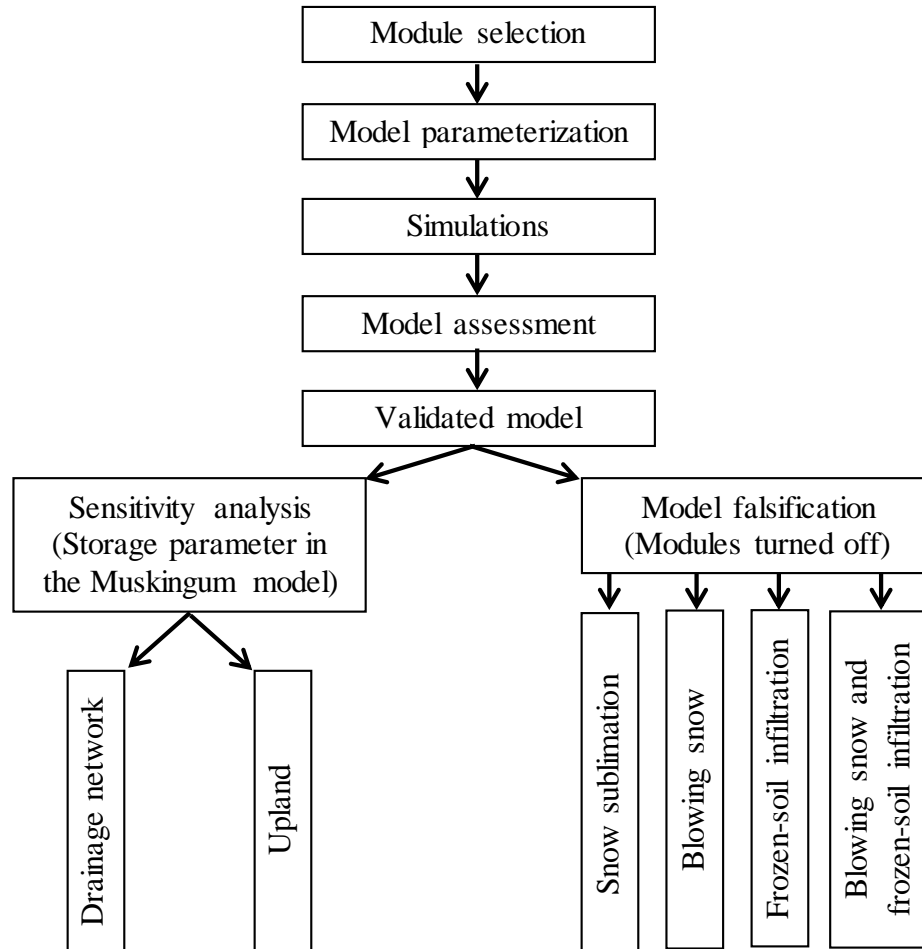 Module selection
Model parameterization
Simulations
Model assessment
Validated model
Sensitivity analysis
(Storage parameter in
the Muskingum model)
Model falsification
(Modules turned off)
Drainage network
Upland
Snow sublimation
Blowing snow
Frozen-soil infiltration
Blowing snow and
frozen-soil infiltration